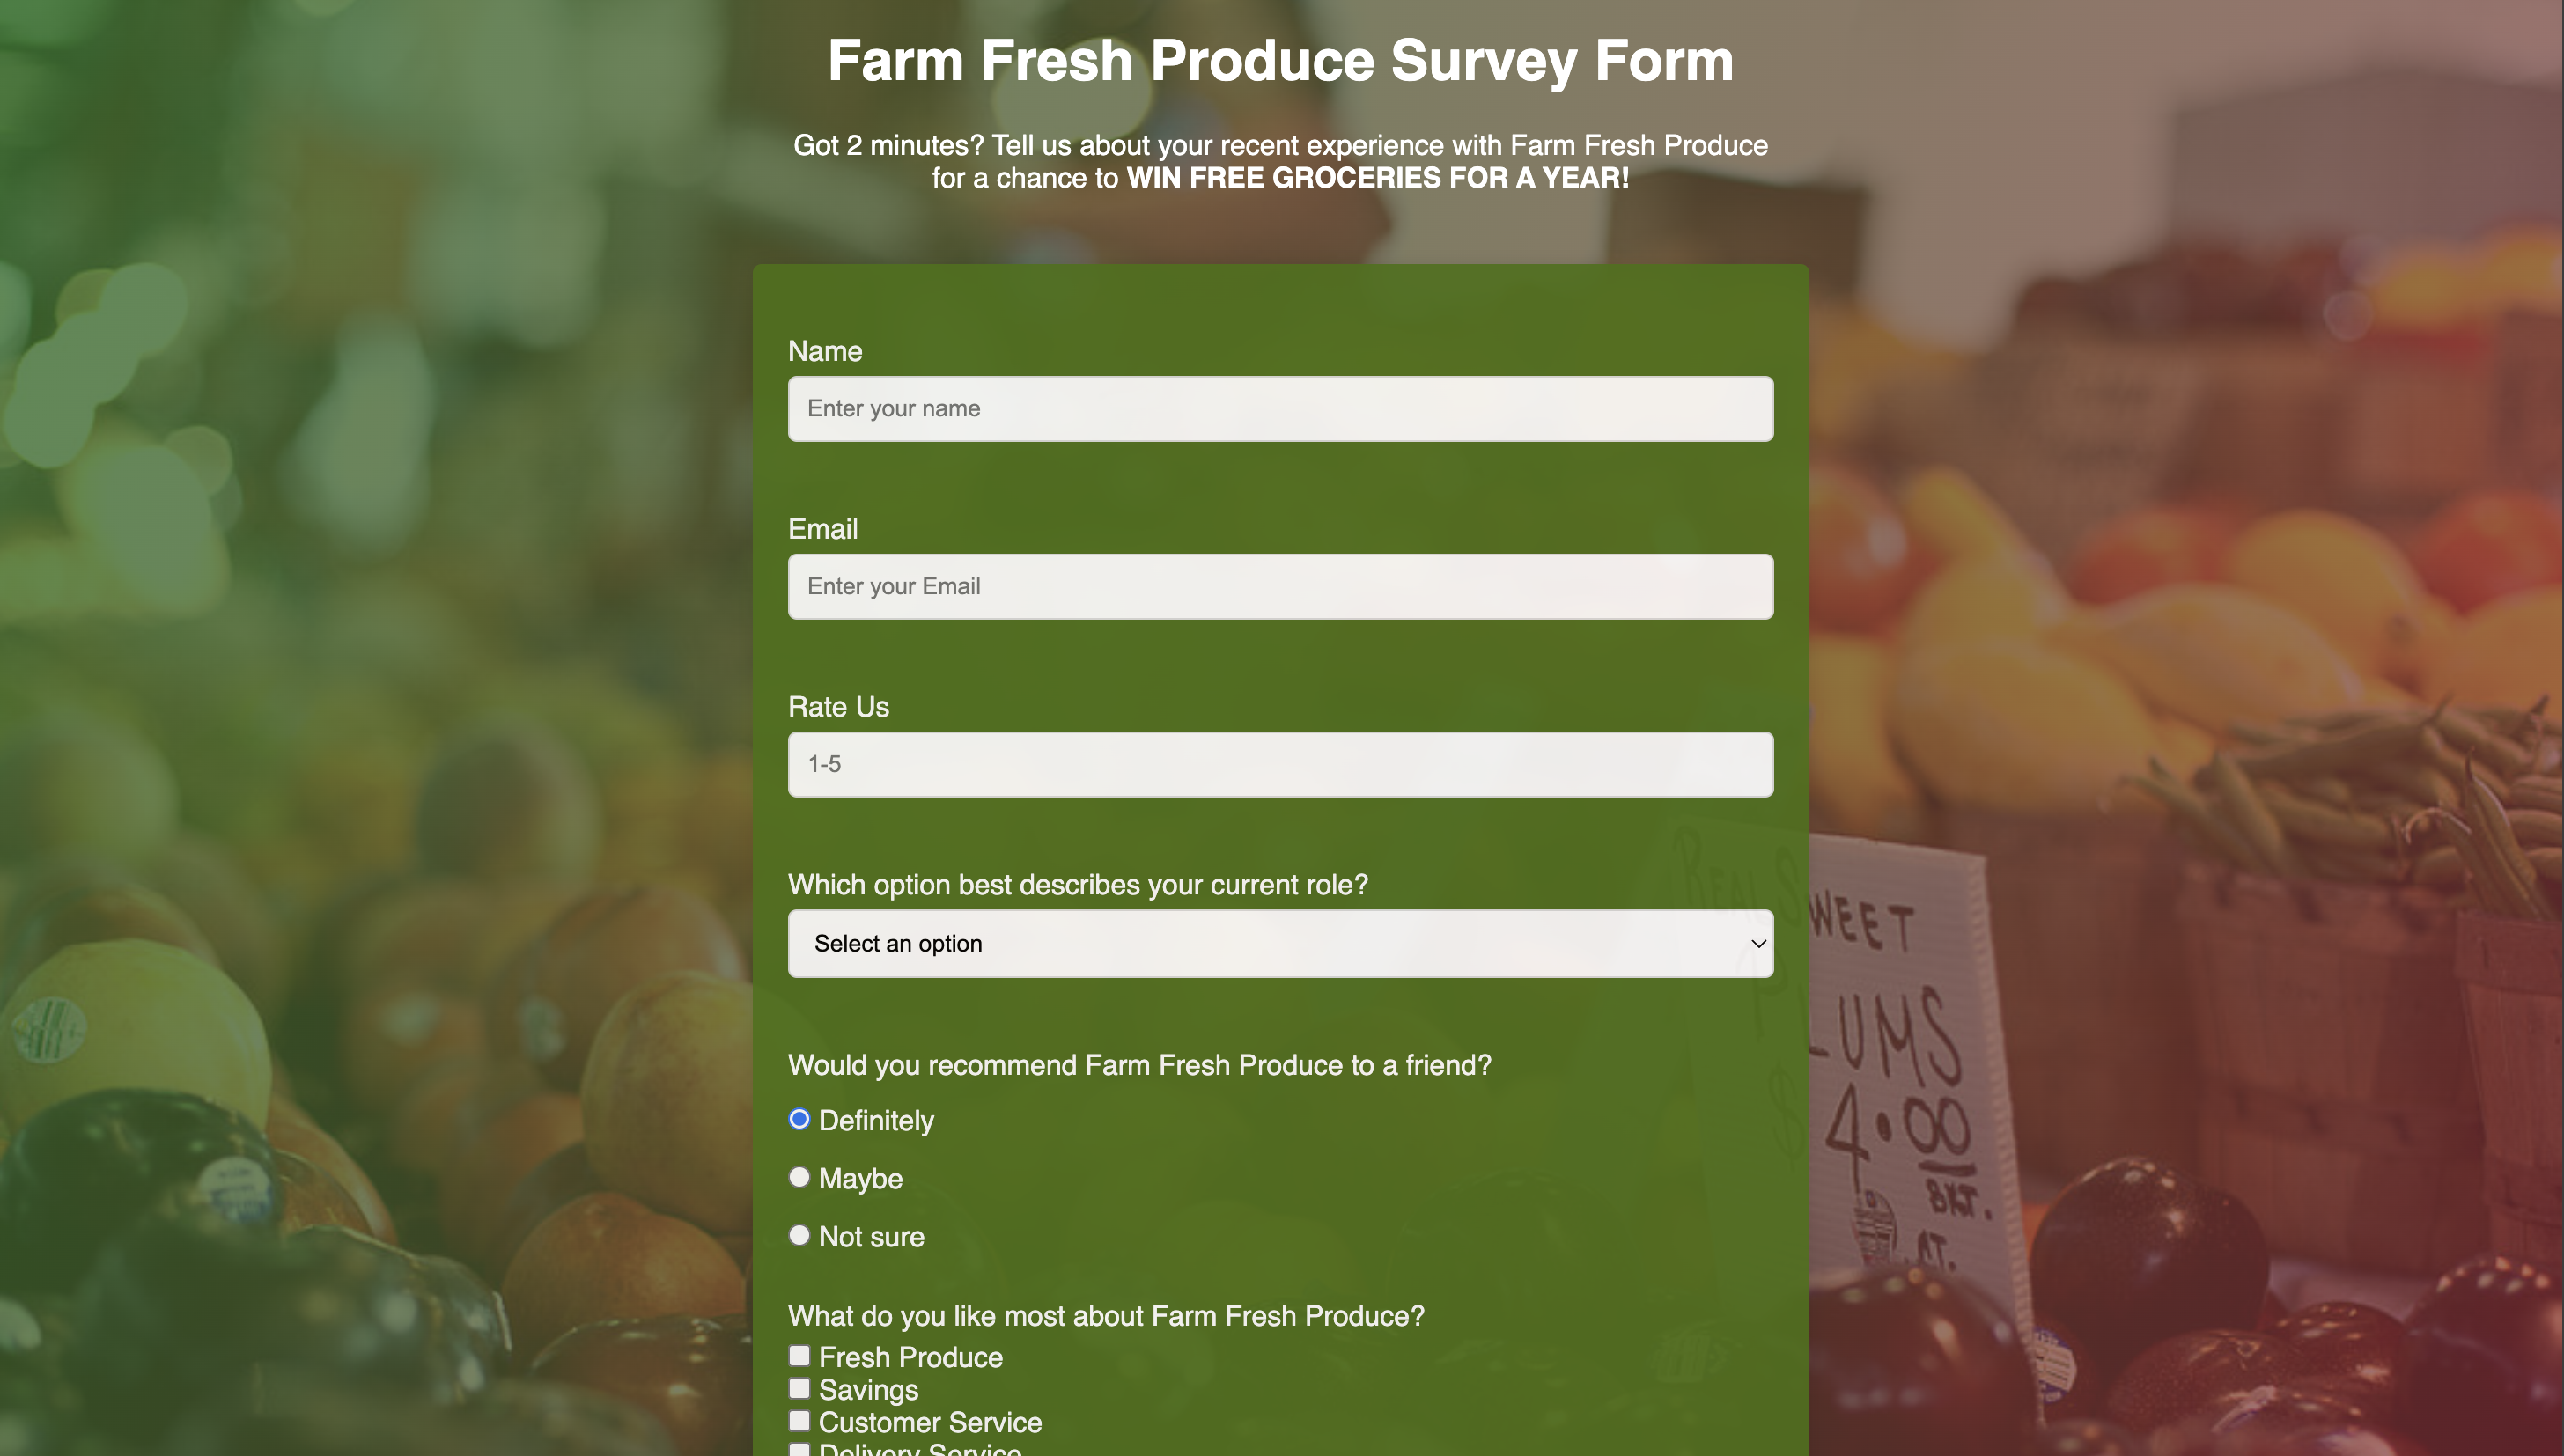 Farm Fresh Produce Survey Form
Got 2 minutes? Tell us about your recent experience with Farm Fresh Produce
for a chance to WIN FREE GROCERIES FOR A YEAR!
Name
Enter your name
Email
Enter your Email
Rate Us
1-5
Which option best describes your current role?
Select an option
REAL SWEET
PLUMS
$ 4.00
BKT.
Would you recommend Farm Fresh Produce to a friend?
Definitely
Maybe
Not sure
What do you like most about Farm Fresh Produce?
Fresh Produce
Savings
Customer Service
Delivery Service